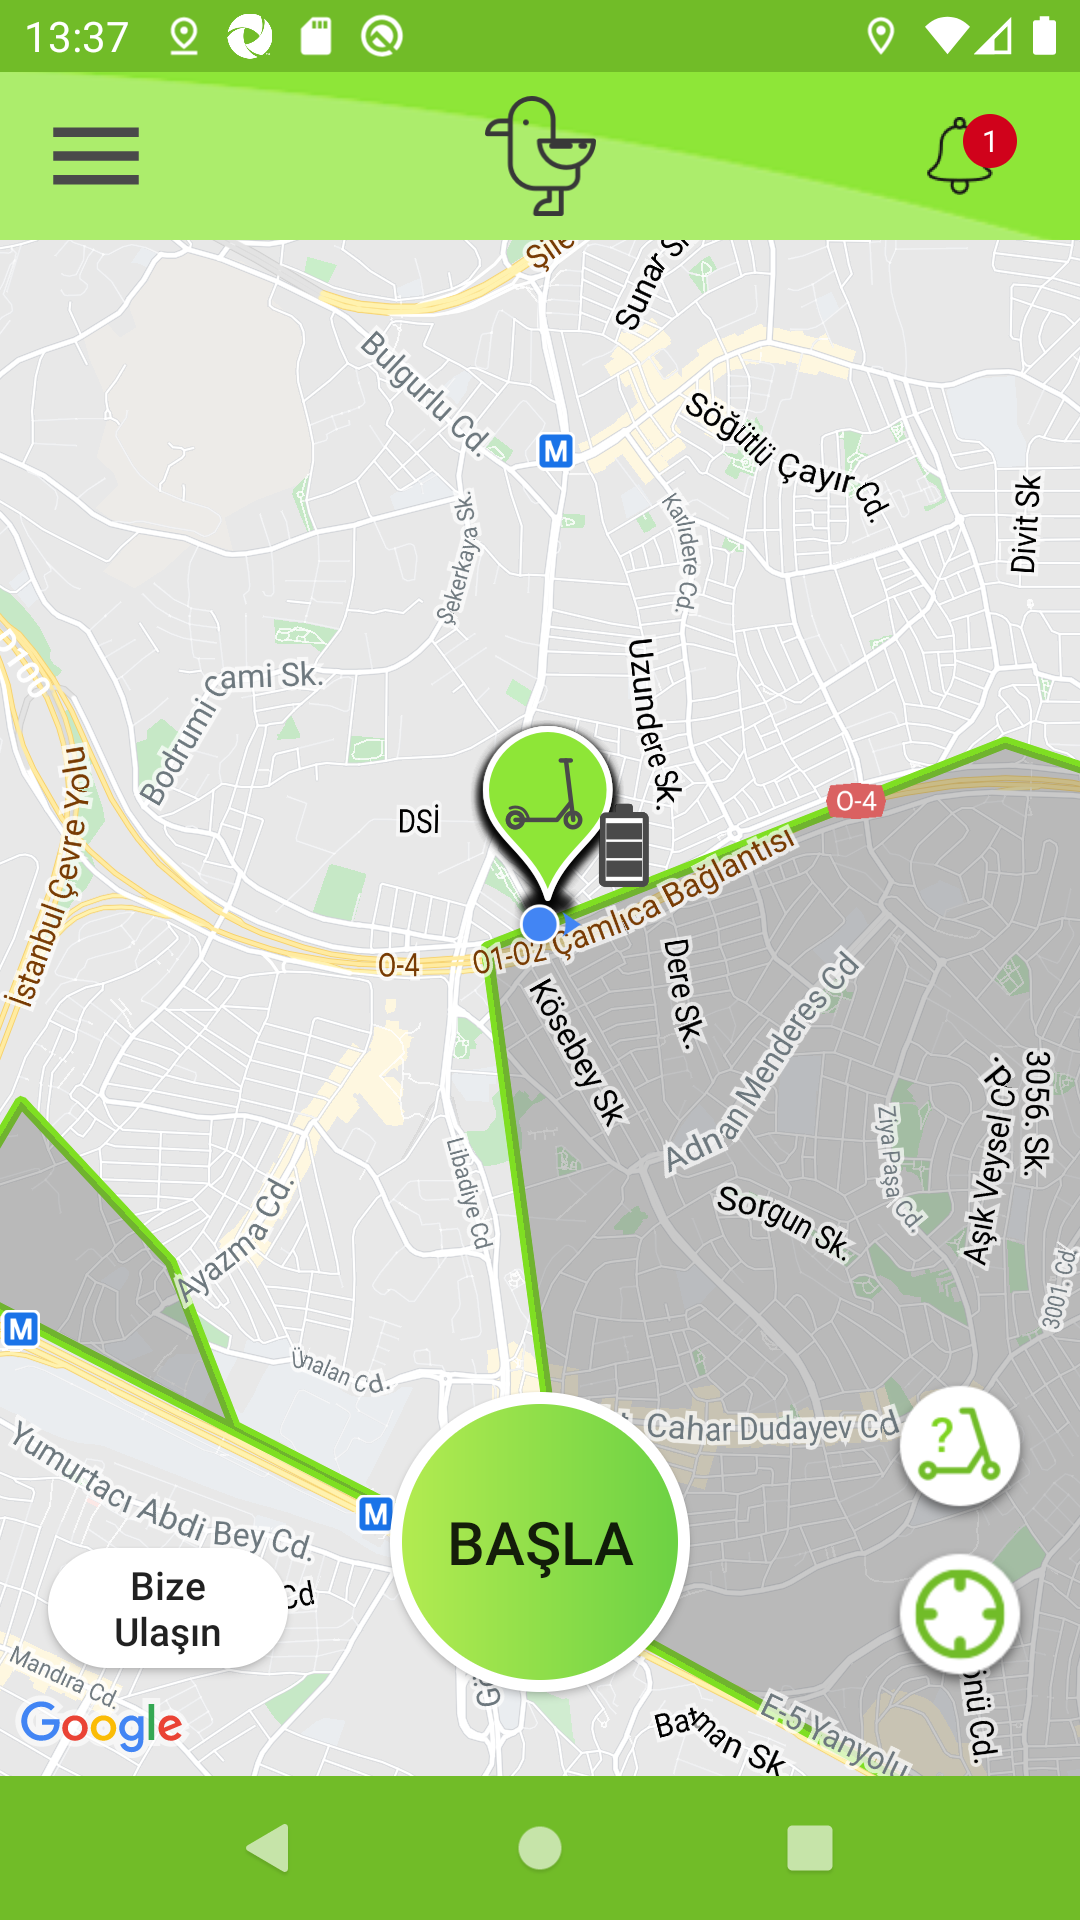 13:37
1
Şile
Sunar S
Bulgurlu Cd.
M
Söğütlü Çayır Cd.
Divit Sk
Şekerkaya Sk.
Karlıdere Cd.
D100
Bodrumi Cami Sk.
Uzundere Sk.
İstanbul Çevre Yolu
DSİ
O-4
O1-02 Çamlıca Bağlantısı
O-4
Kösebey Sk
Dere Sk.
Adnan Menderes Cd
Aşık Veysel Cd.
3056. Sk.
Ziya Paşa Cd.
Libadiye Cd
Ayazma Cd.
Sorgun Sk.
3001. Cd.
M
Ünalan Cd.
Cahar Dudayev Cd
?
Yumurtacı Abdi Bey Cd.
M
BAŞLA
Bize
Ulaşın
Cd
Mandıra Cd.
Google
Batman Sk
E-5 Yanyolu
önü Cd.